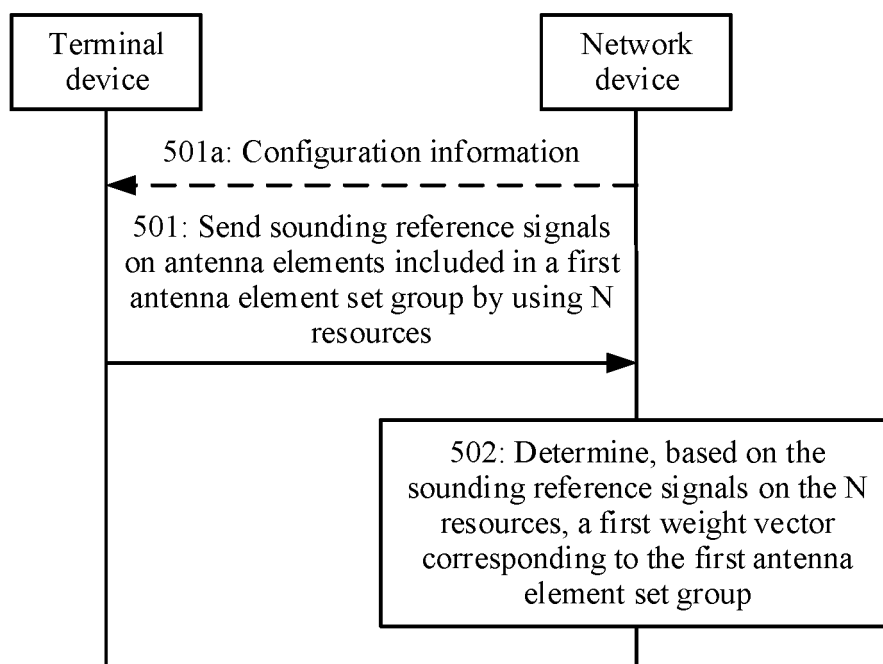 Terminal
device
Network
device
501a: Configuration information
501: Send sounding reference signals
on antenna elements included in a first
antenna element set group by using N
resources
502: Determine, based on the
sounding reference signals on the N
resources, a first weight vector
corresponding to the first antenna
element set group